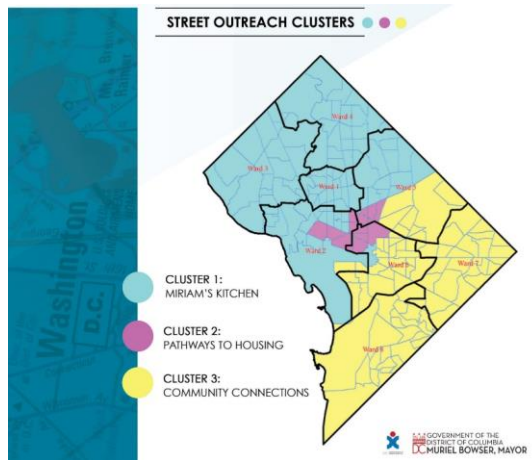 STREET OUTREACH CLUSTERS
Ward 4
Ward 3
Ward 1
Ward 5
Ward 2
Ward 6
Ward 7
Ward 8
Washington
D.C.
CLUSTER 1:
MIRIAM'S KITCHEN
CLUSTER 2:
PATHWAYS TO HOUSING
CLUSTER 3:
COMMUNITY CONNECTIONS
GOVERNMENT OF THE
DISTRICT OF COLUMBIA
DC MURIEL BOWSER, MAYOR